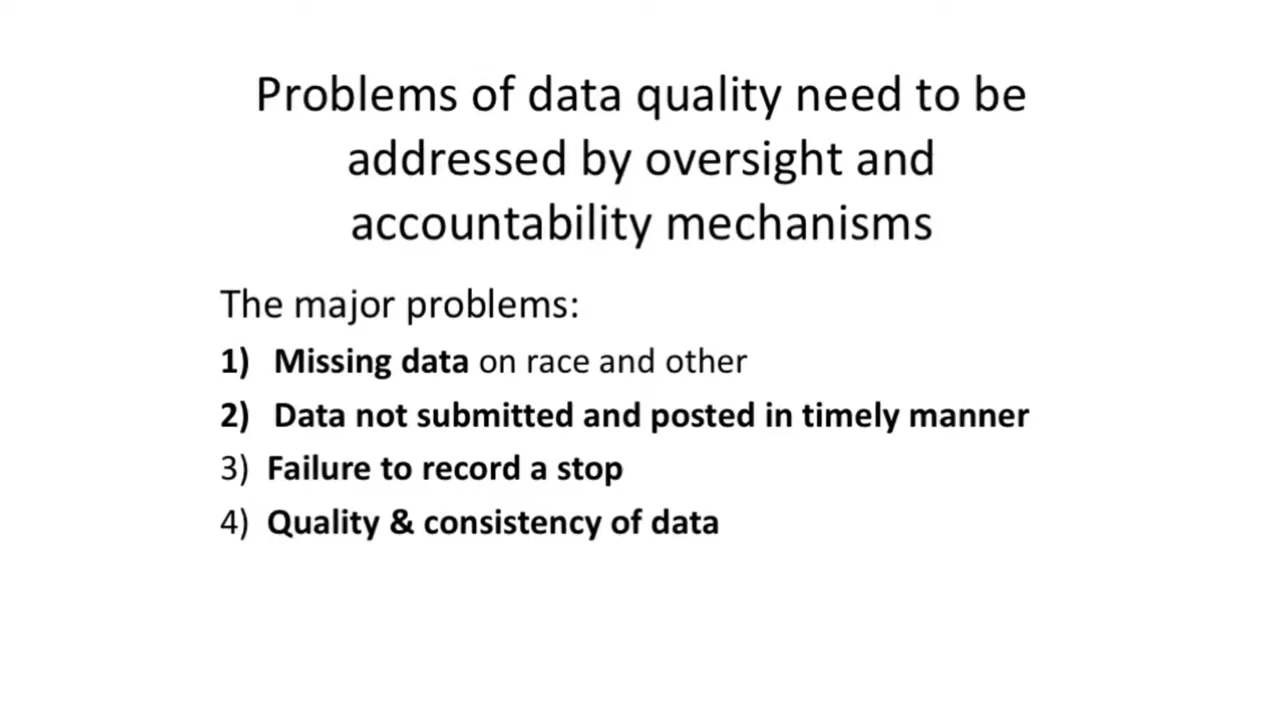 Problems of data quality need to be
addressed by oversight and
accountability mechanisms
The major problems:
1) Missing data on race and other
2) Data not submitted and posted in timely manner
3) Failure to record a stop
4) Quality & consistency of data